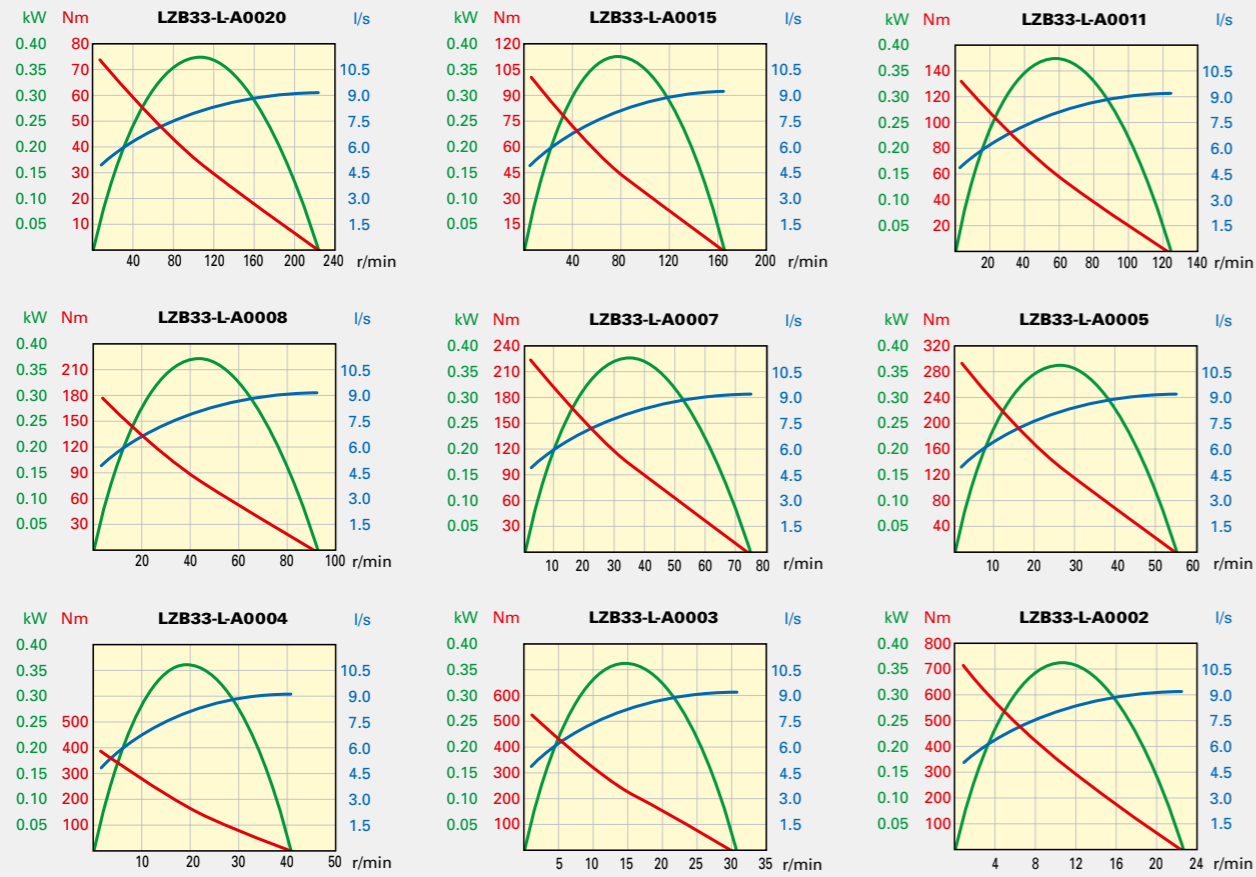 kW Nm LZB33-L-A0020 l/s
0.40 80
0.35 70 10.5
0.30 60 9.0
0.25 50 7.5
0.20 40 6.0
0.15 30 4.5
0.10 20 3.0
0.05 10 1.5
40 80 120 160 200 240 r/min
kW Nm LZB33-L-A0015 l/s
0.40 120
0.35 105 10.5
0.30 90 9.0
0.25 75 7.5
0.20 60 6.0
0.15 45 4.5
0.10 30 3.0
0.05 15 1.5
40 80 120 160 200 r/min
kW Nm LZB33-L-A0011 l/s
0.40
0.35 140 10.5
0.30 120 9.0
0.25 100 7.5
0.20 80 6.0
0.15 60 4.5
0.10 40 3.0
0.05 20 1.5
20 40 60 80 100 120 140 r/min
kW Nm LZB33-L-A0008 l/s
0.40
0.35 210 10.5
0.30 180 9.0
0.25 150 7.5
0.20 120 6.0
0.15 90 4.5
0.10 60 3.0
0.05 30 1.5
20 40 60 80 100 r/min
kW Nm LZB33-L-A0007 l/s
0.40 240
0.35 210 10.5
0.30 180 9.0
0.25 150 7.5
0.20 120 6.0
0.15 90 4.5
0.10 60 3.0
0.05 30 1.5
10 20 30 40 50 60 70 80 r/min
kW Nm LZB33-L-A0005 l/s
0.40 320
0.35 280 10.5
0.30 240 9.0
0.25 200 7.5
0.20 160 6.0
0.15 120 4.5
0.10 80 3.0
0.05 40 1.5
10 20 30 40 50 60 r/min
kW Nm LZB33-L-A0004 l/s
0.40
0.35 10.5
0.30 9.0
0.25 500 7.5
0.20 400 6.0
0.15 300 4.5
0.10 200 3.0
0.05 100 1.5
10 20 30 40 50 r/min
kW Nm LZB33-L-A0003 l/s
0.40
0.35 10.5
0.30 600 9.0
0.25 500 7.5
0.20 400 6.0
0.15 300 4.5
0.10 200 3.0
0.05 100 1.5
5 10 15 20 25 30 35 r/min
kW Nm LZB33-L-A0002 l/s
0.40 800
0.35 700 10.5
0.30 600 9.0
0.25 500 7.5
0.20 400 6.0
0.15 300 4.5
0.10 200 3.0
0.05 100 1.5
4 8 12 16 20 24 r/min